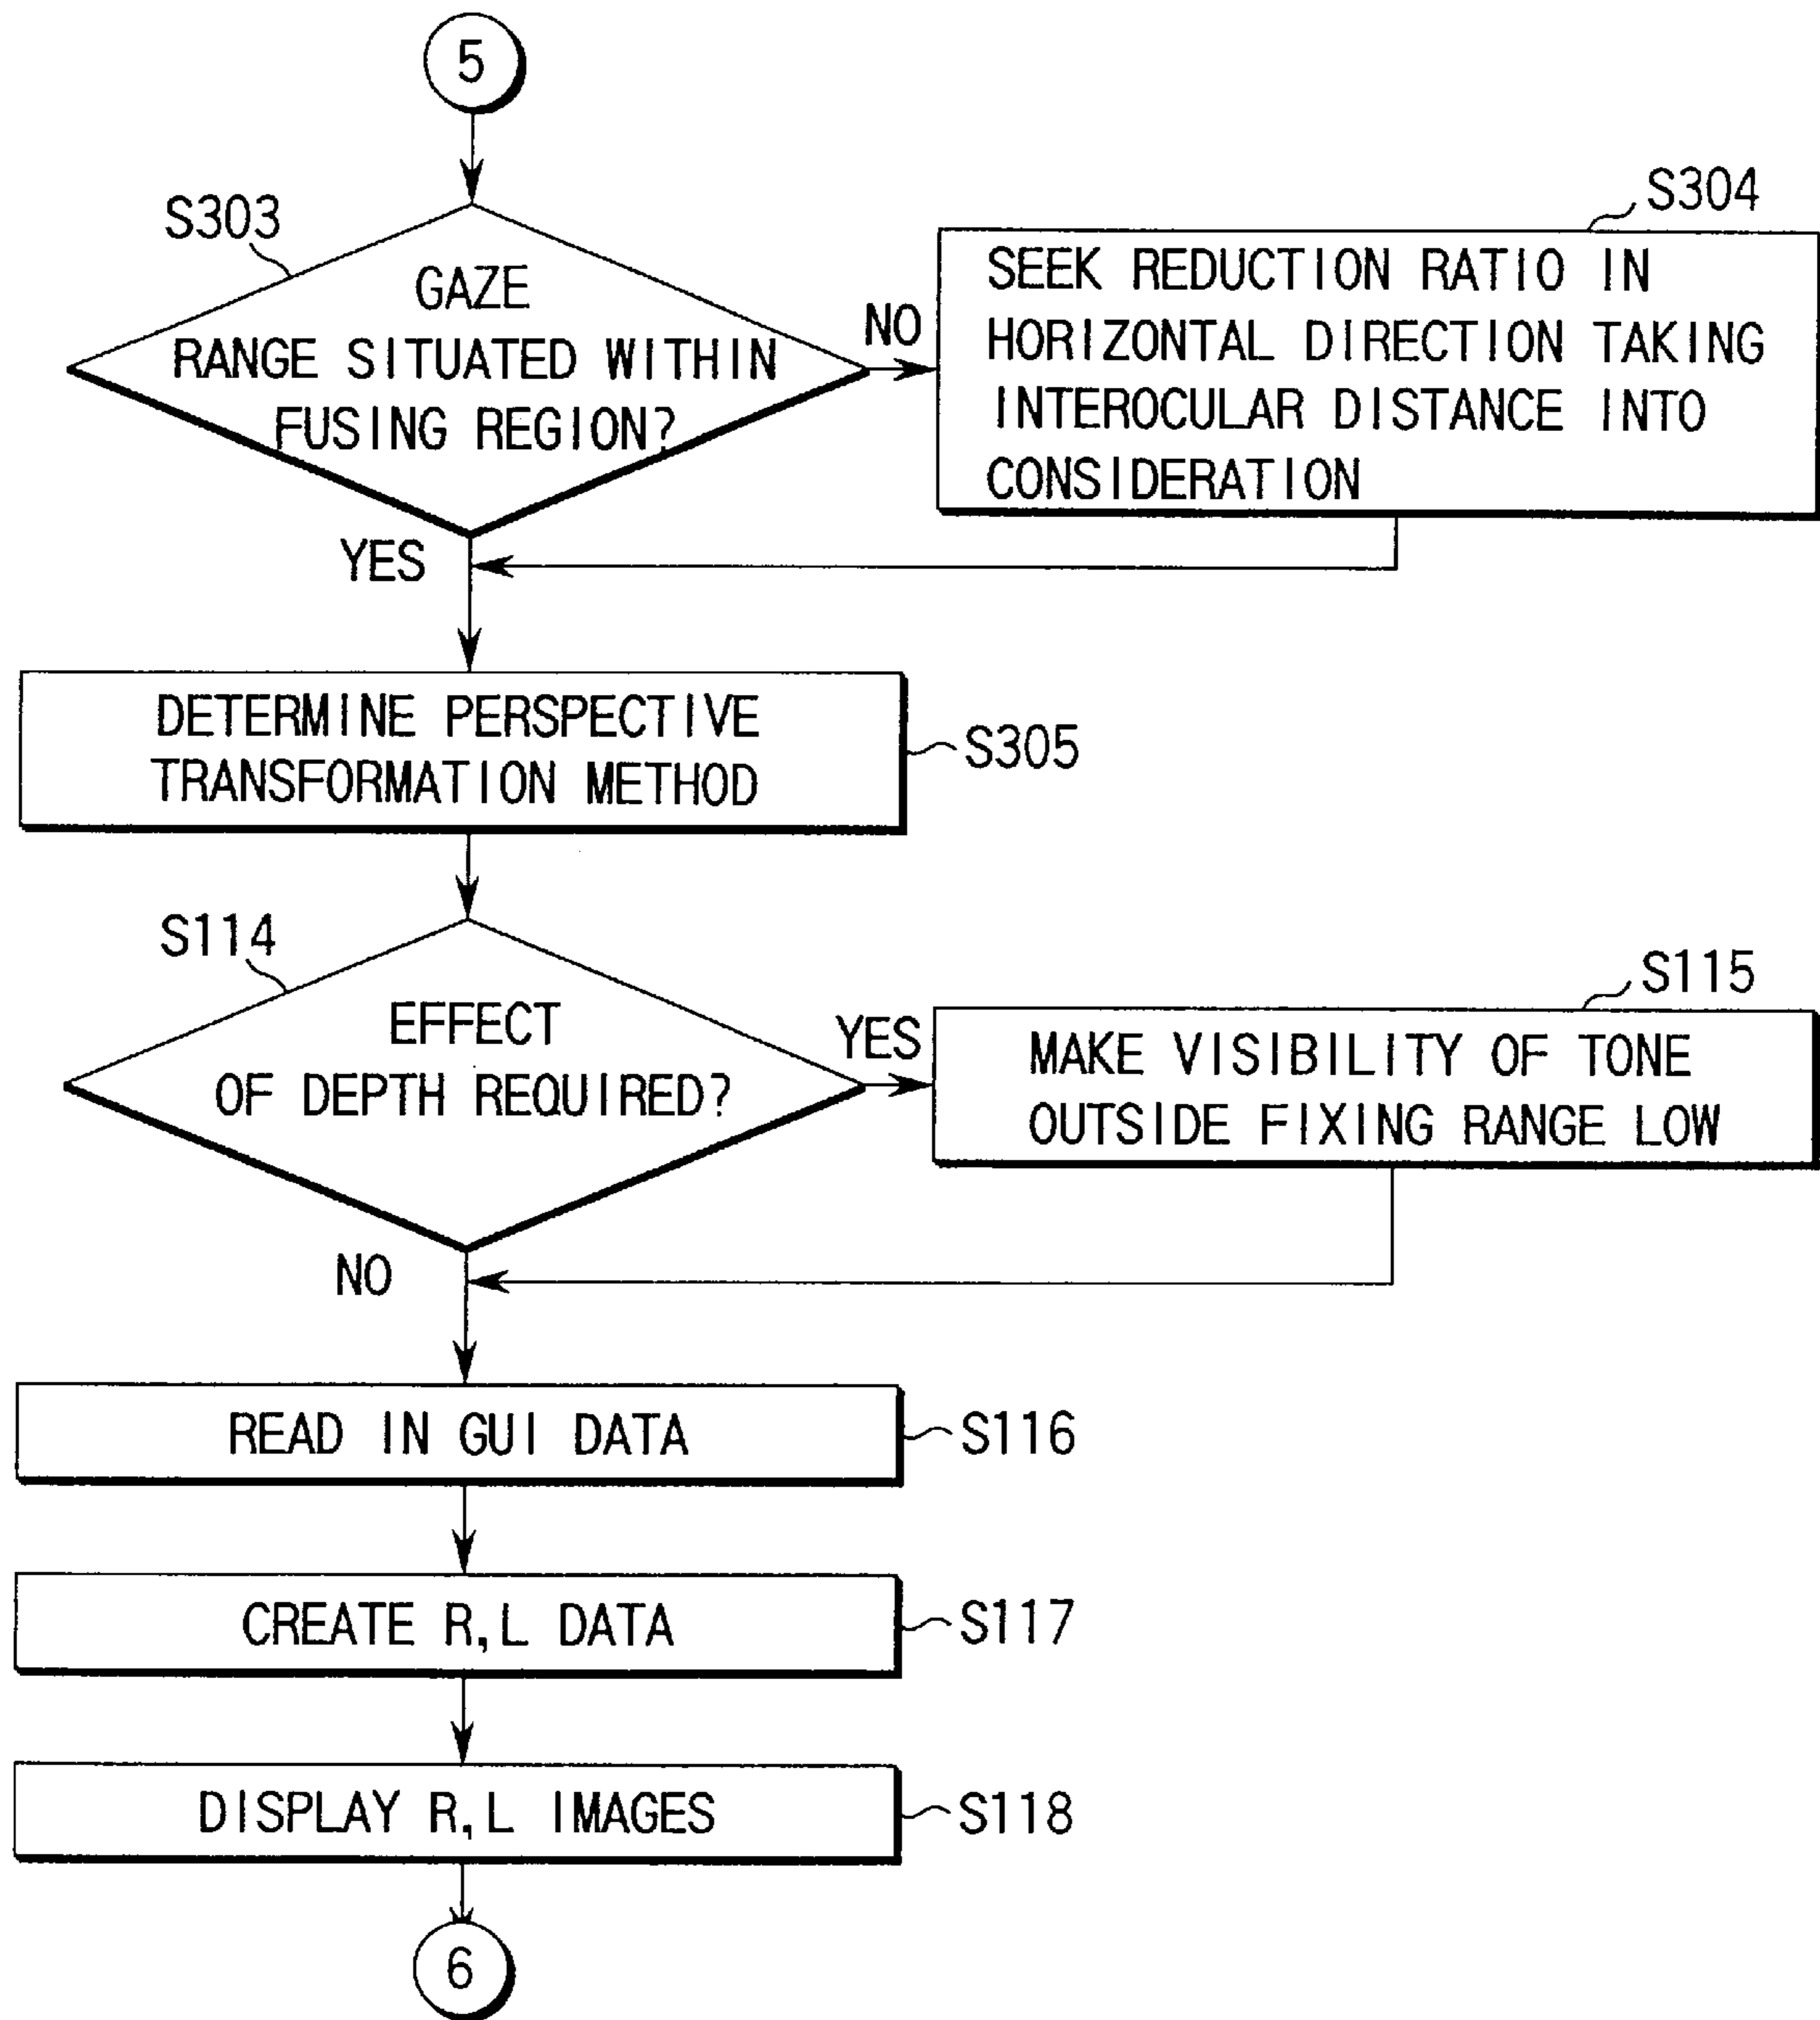 5
S303
GAZE
RANGE SITUATED WITHIN
FUSING REGION?
NO
S304
SEEK REDUCTION RATIO IN
HORIZONTAL DIRECTION TAKING
INTEROCULAR DISTANCE INTO
CONSIDERATION
YES
DETERMINE PERSPECTIVE
TRANSFORMATION METHOD
S305
S114
EFFECT
OF DEPTH REQUIRED?
YES
S115
MAKE VISIBILITY OF TONE
OUTSIDE FIXING RANGE LOW
NO
READ IN GUI DATA
S116
CREATE R,L DATA
S117
DISPLAY R,L IMAGES
S118
6